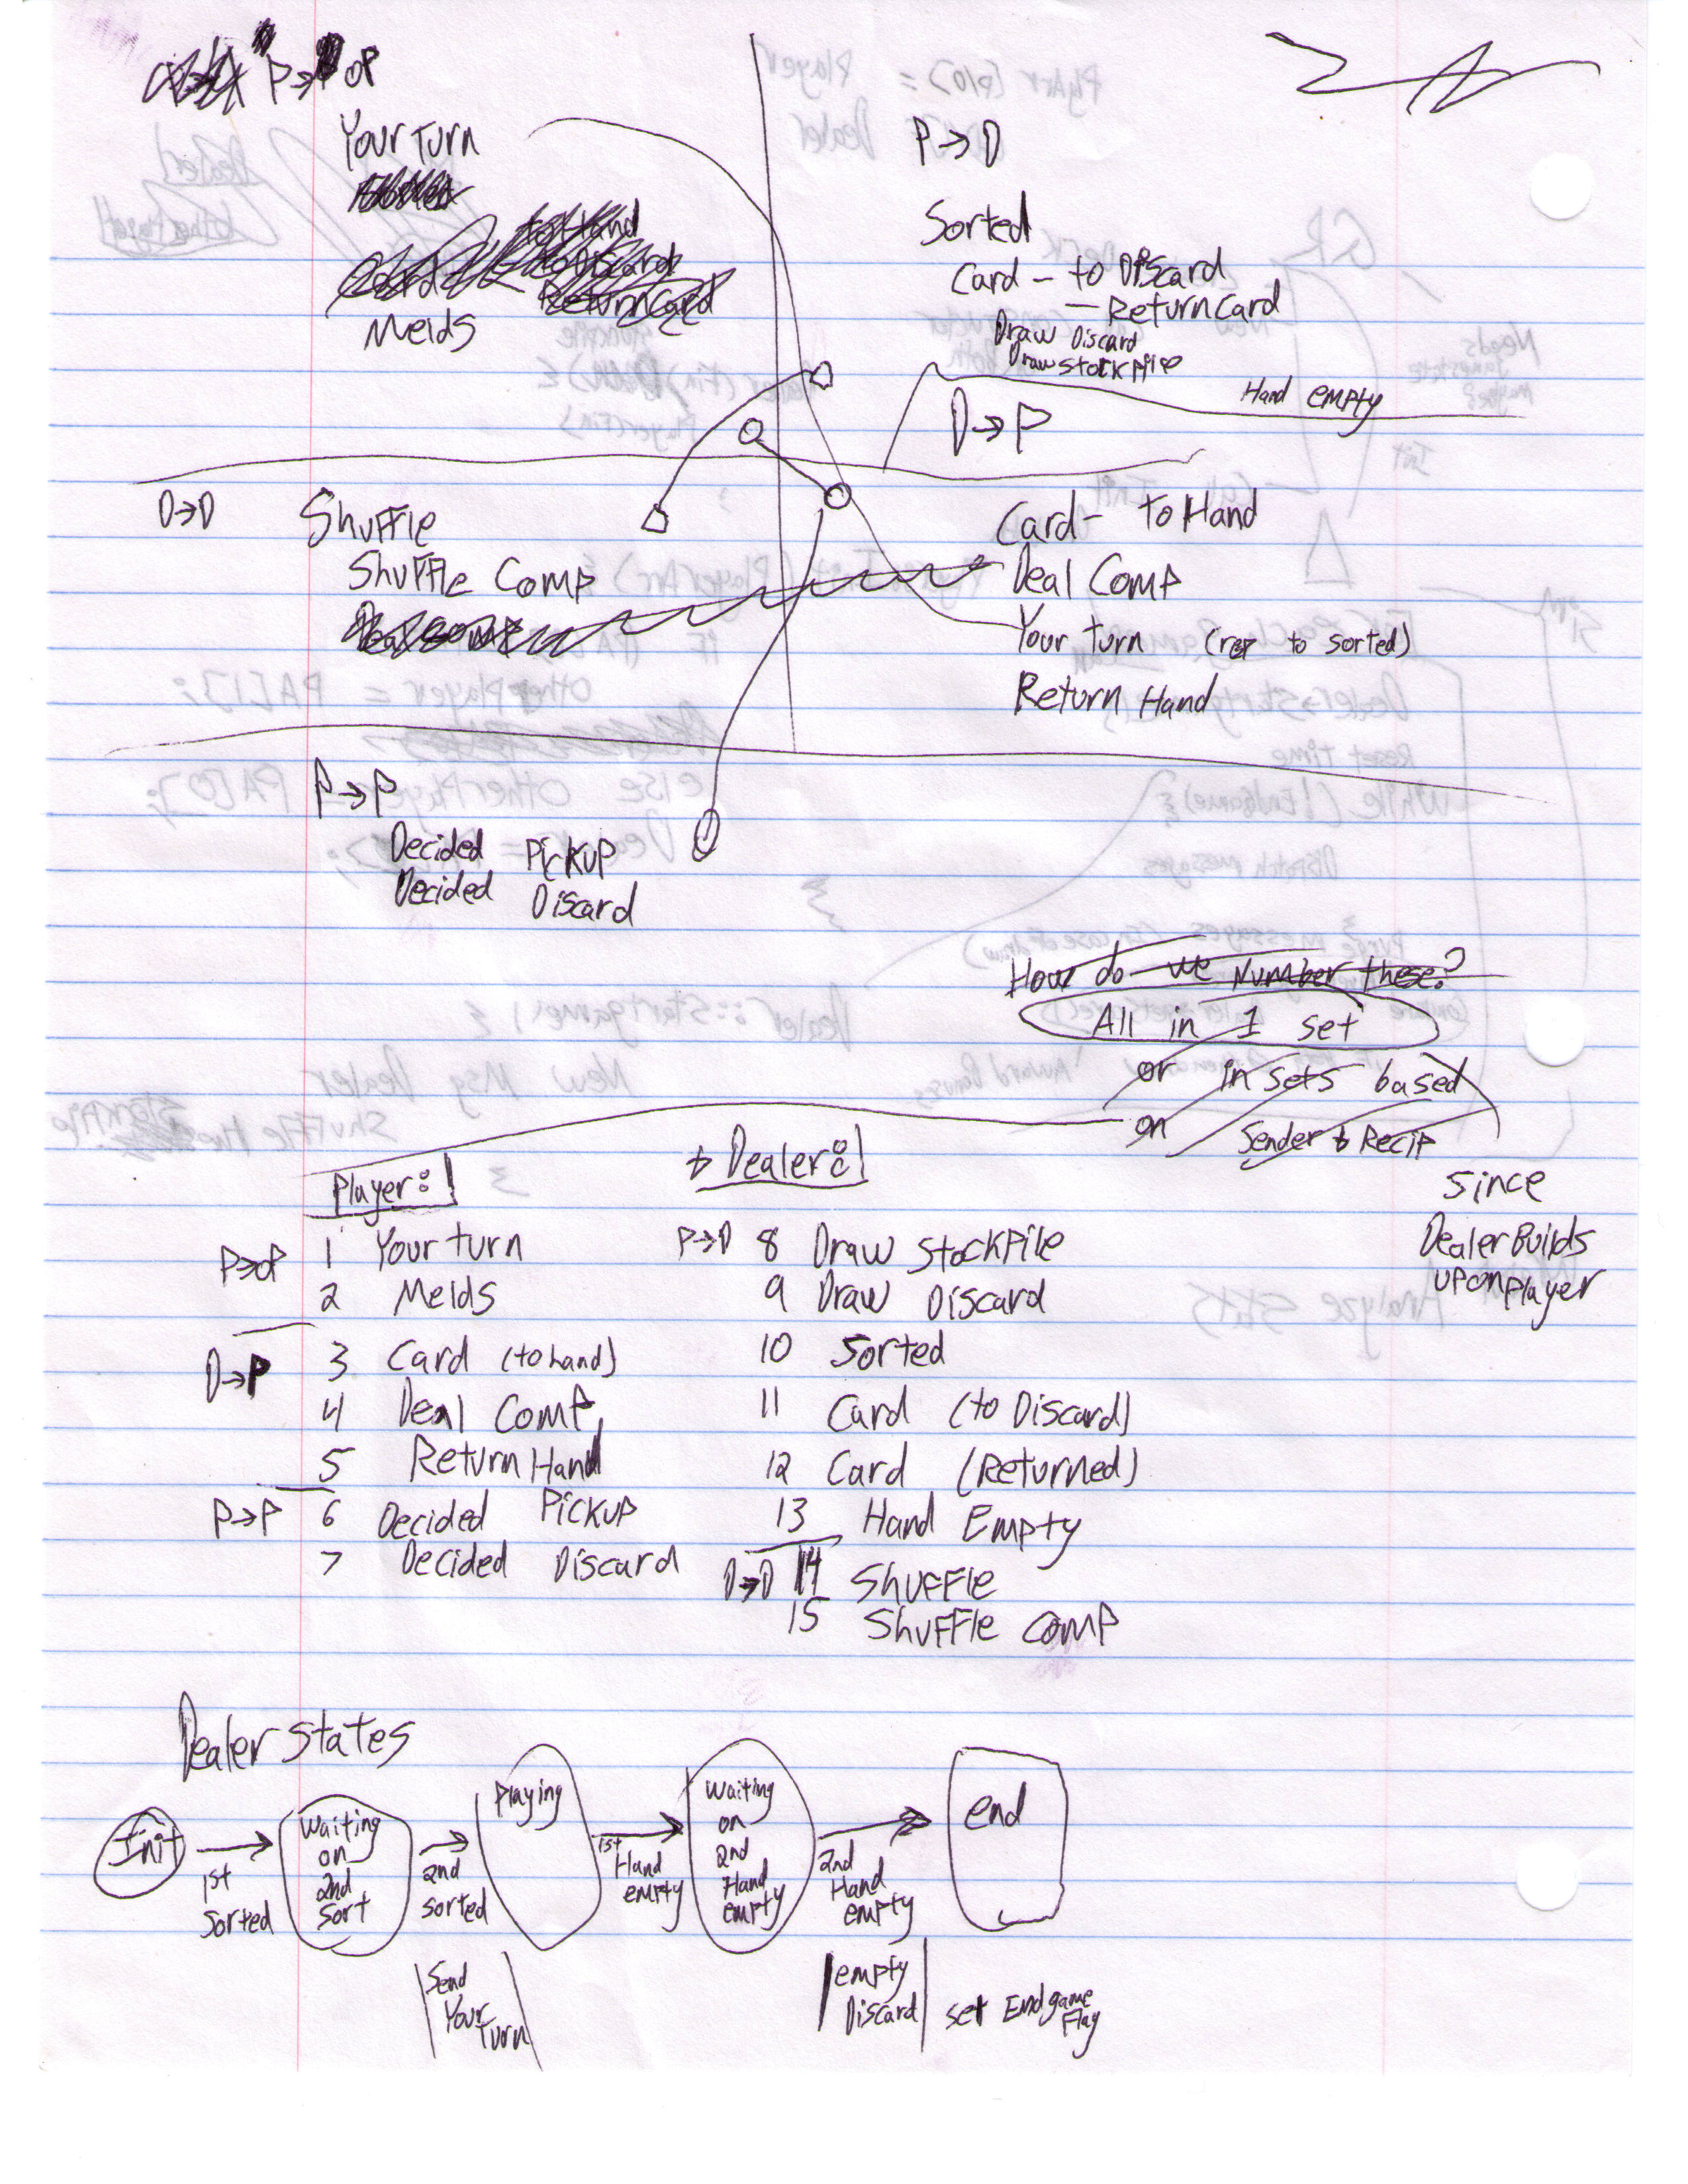 P→OP
Your Turn
Melds
P→D
Sorted
Card - to Discard
- Return Card
Draw Discard
Draw Stockpile
Hand empty
D→P
D→D
Shuffle
Shuffle Comp
Card - to Hand
Deal Comp
Your turn (rep to sorted)
Return Hand
P→P
Decided Pickup
Decided Discard
How do we number these?
All in 1 set
or in sets based
on Sender & Recip
since
Dealer Builds
upon Player
Player:
P→OP 1 Your turn
2 Melds
D→P 3 Card (to hand)
4 Deal Comp
5 Return Hand
P→P 6 Decided Pickup
7 Decided Discard
+ Dealer:
P→D 8 Draw Stockpile
9 Draw Discard
10 Sorted
11 Card (to Discard)
12 Card (Returned)
13 Hand Empty
D→D 14 Shuffle
15 Shuffle comp
Dealer States
Init
1st
Sorted
Waiting
on
2nd
Sort
2nd
sorted
Send
Your
Turn
Playing
1st
Hand
empty
Waiting
on
2nd
Hand
empty
2nd
Hand
empty
empty
Discard
end
set Endgame
Flag